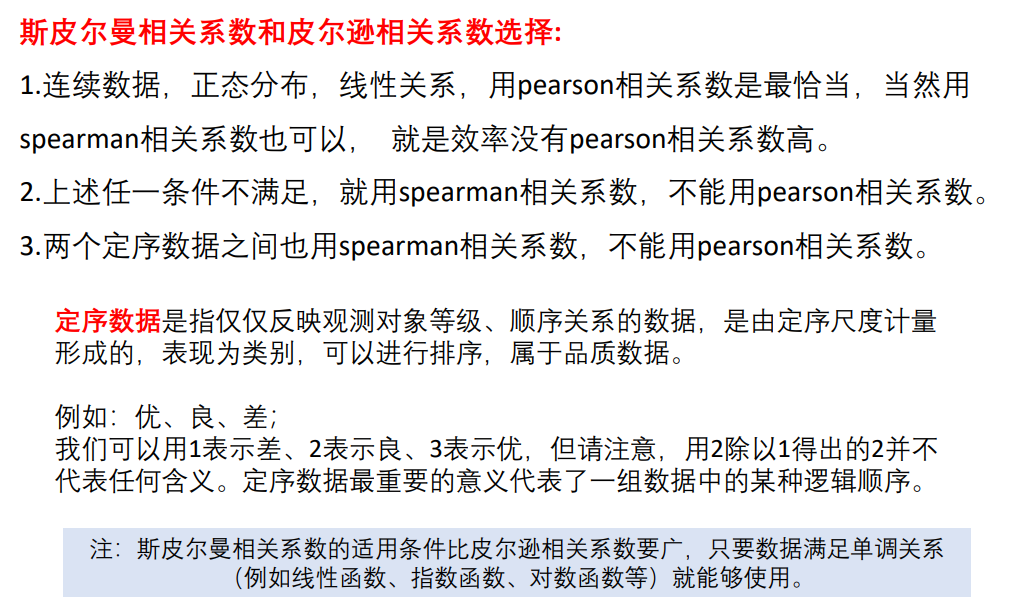 斯皮尔曼相关系数和皮尔逊相关系数选择:
1.连续数据，正态分布，线性关系，用pearson相关系数是最恰当，当然用
spearman相关系数也可以， 就是效率没有pearson相关系数高。
2.上述任一条件不满足，就用spearman相关系数，不能用pearson相关系数。
3.两个定序数据之间也用spearman相关系数，不能用pearson相关系数。
定序数据是指仅仅反映观测对象等级、顺序关系的数据，是由定序尺度计量
形成的，表现为类别，可以进行排序，属于品质数据。
例如：优、良、差；
我们可以用1表示差、2表示良、3表示优，但请注意，用2除以1得出的2并不
代表任何含义。定序数据最重要的意义代表了一组数据中的某种逻辑顺序。
注：斯皮尔曼相关系数的适用条件比皮尔逊相关系数要广，只要数据满足单调关系
（例如线性函数、指数函数、对数函数等）就能够使用。